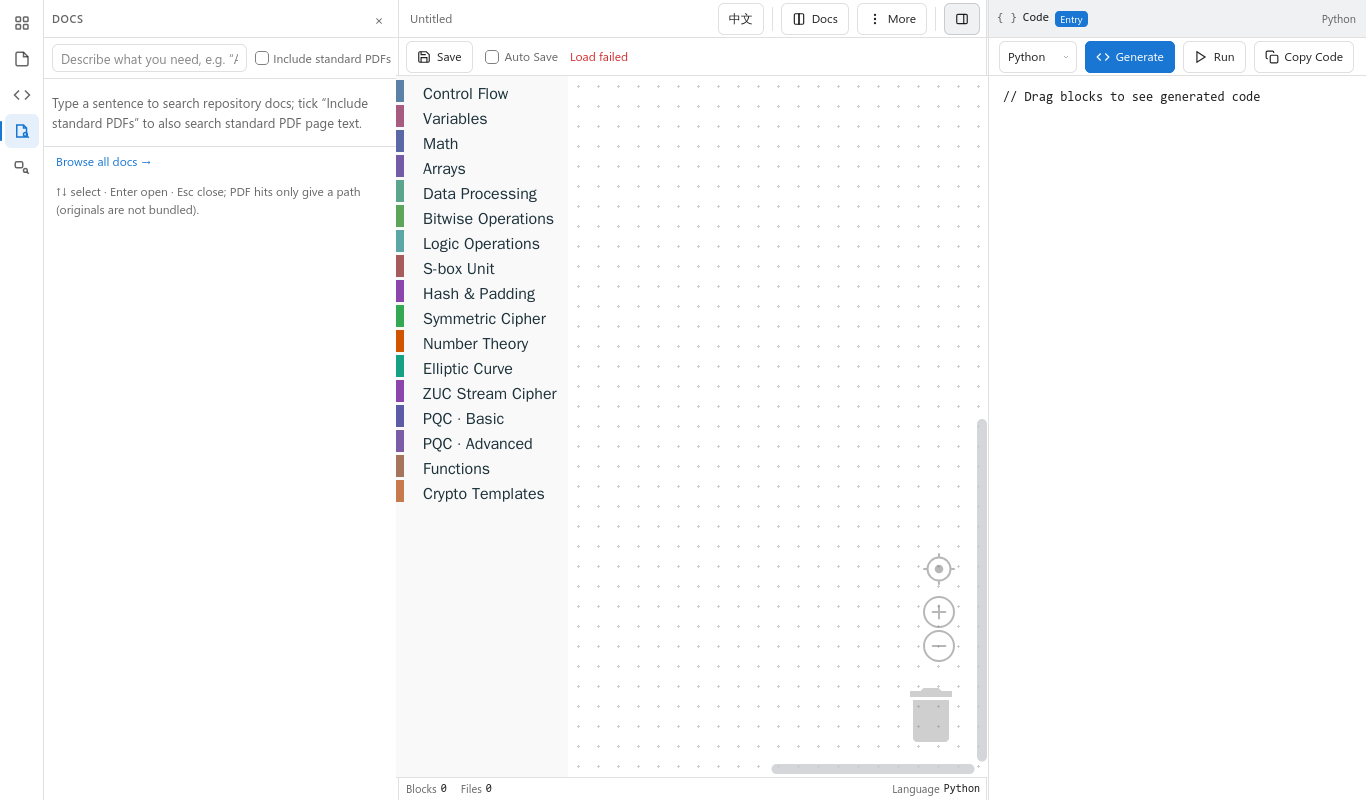 DOCS
×
Include standard PDFs
Type a sentence to search repository docs; tick “Include
standard PDFs” to also search standard PDF page text.
Browse all docs →
↑↓ select · Enter open · Esc close; PDF hits only give a path
(originals are not bundled).
Untitled
中文
Docs
More
Save
Auto Save
Load failed
Control Flow
Variables
Math
Arrays
Data Processing
Bitwise Operations
Logic Operations
S-box Unit
Hash & Padding
Symmetric Cipher
Number Theory
Elliptic Curve
ZUC Stream Cipher
PQC · Basic
PQC · Advanced
Functions
Crypto Templates
Blocks 0
Files 0
Language Python
{ } Code
Entry
Python
Python
Generate
Run
Copy Code
// Drag blocks to see generated code
Describe what you need, e.g. “A